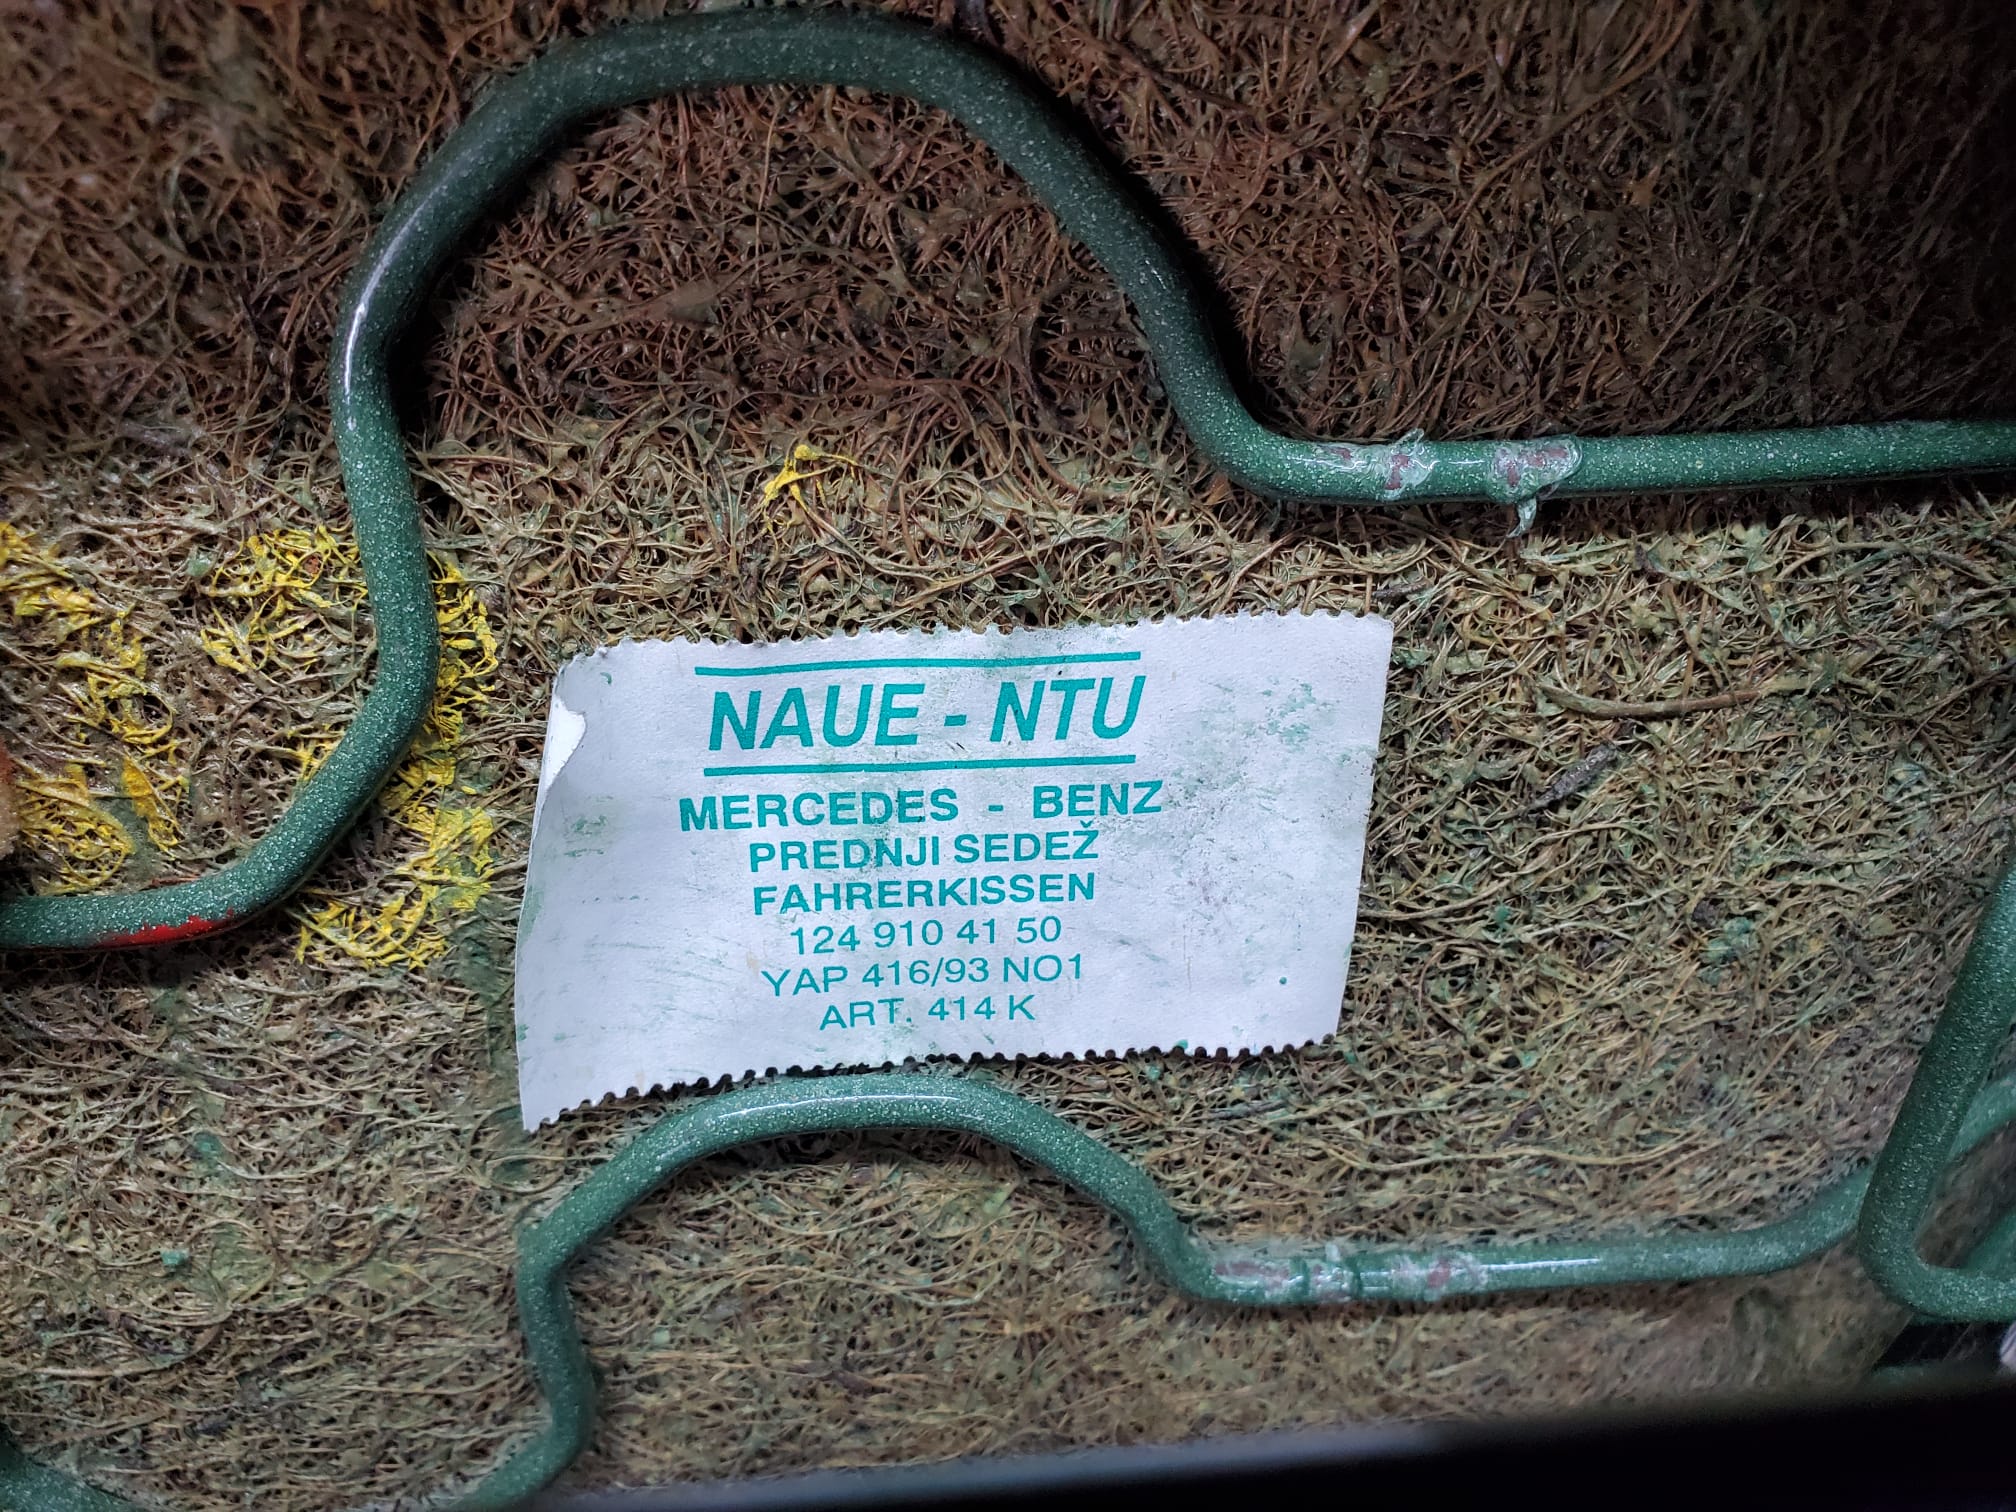 NAUE - NTU
MERCEDES - BENZ
PREDNJI SEDEŽ
FAHRERKISSEN
124 910 41 50
YAP 416/93 NO1
ART. 414 K